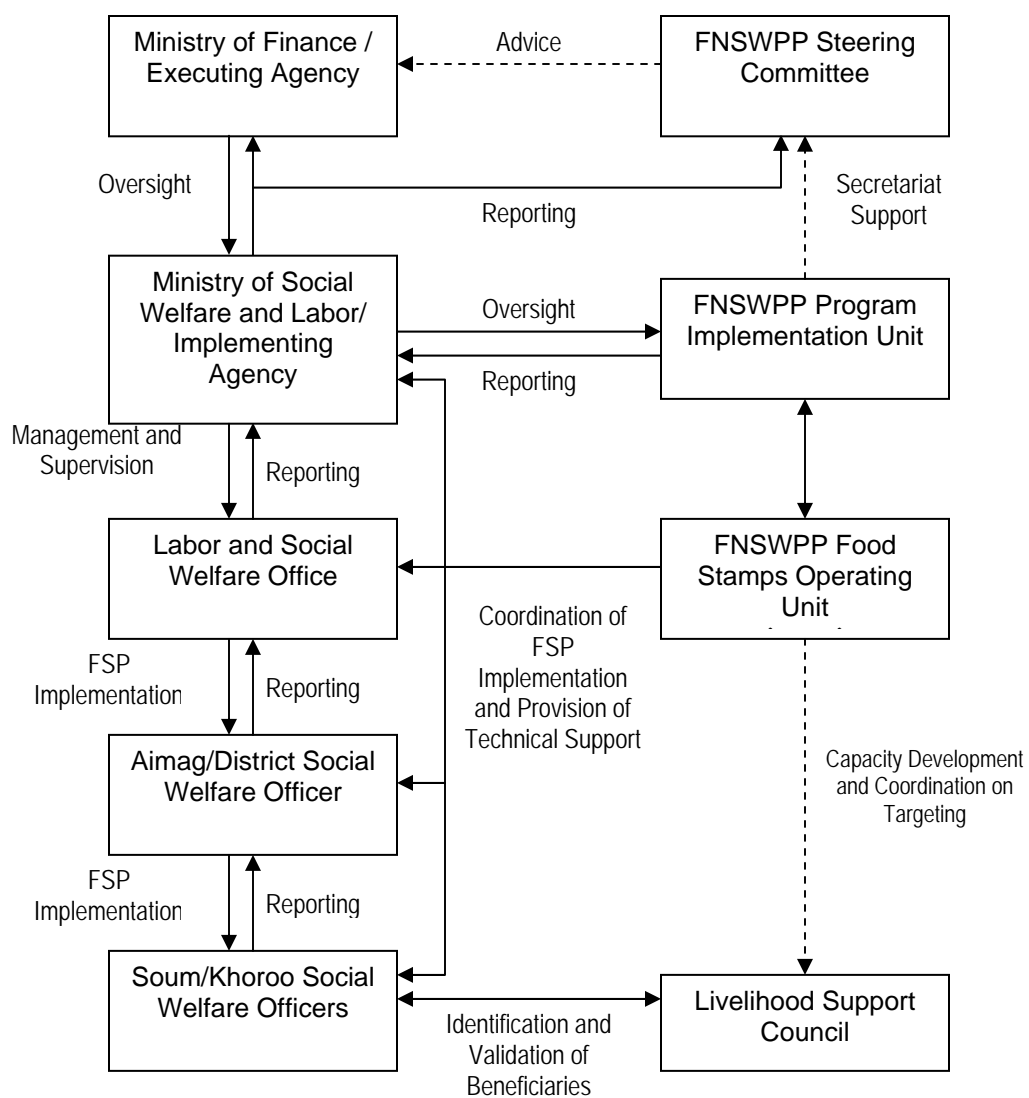 Ministry of Finance /
Executing Agency
Advice
FNSWPP Steering
Committee
Oversight
Reporting
Secretariat
Support
Ministry of Social
Welfare and Labor/
Implementing
Agency
Oversight
Reporting
FNSWPP Program
Implementation Unit
Management and
Supervision
Reporting
Labor and Social
Welfare Office
FNSWPP Food
Stamps Operating
Unit
Coordination of
FSP
Implementation
and Provision of
Technical Support
FSP
Implementation
Reporting
Aimag/District Social
Welfare Officer
Capacity Development
and Coordination on
Targeting
FSP
Implementation
Reporting
Soum/Khoroo Social
Welfare Officers
Identification and
Validation of
Beneficiaries
Livelihood Support
Council